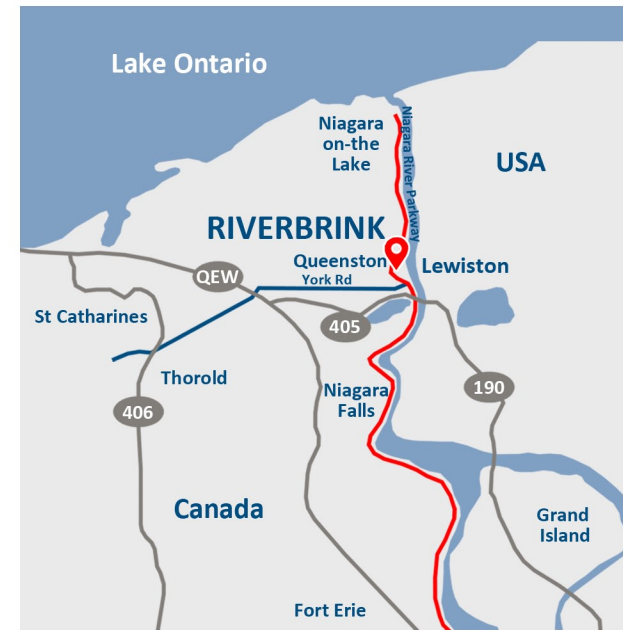 Lake Ontario
Niagara
on-the
Lake
Niagara River Parkway
USA
RIVERBRINK
Queenston
Lewiston
York Rd
QEW
St Catharines
405
Thorold
Niagara
Falls
190
406
Canada
Grand
Island
Fort Erie